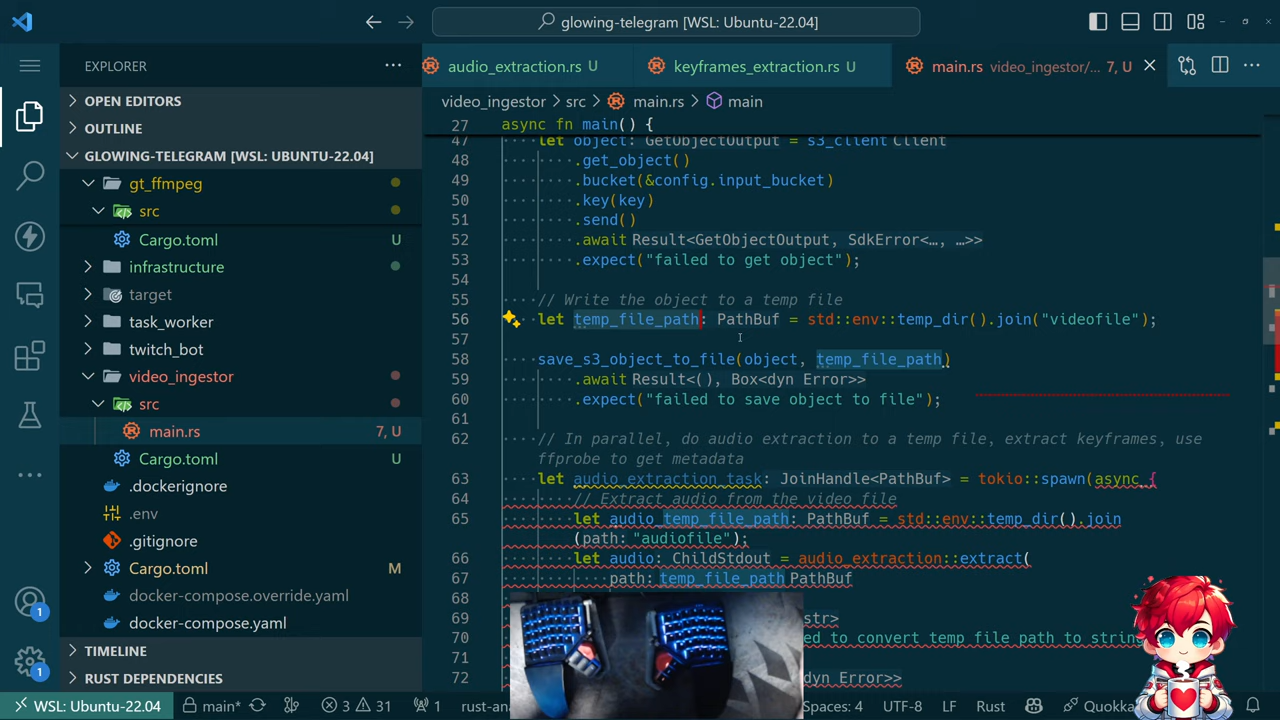 glowing-telegram [WSL: Ubuntu-22.04]
EXPLORER
OPEN EDITORS
OUTLINE
GLOWING-TELEGRAM [WSL: UBUNTU-22.04]
gt_ffmpeg
src
Cargo.toml U
infrastructure
target
task_worker
twitch_bot
video_ingestor
src
main.rs 7, U
Cargo.toml U
.dockerignore
.env
.gitignore
Cargo.toml M
docker-compose.override.yaml
docker-compose.yaml
TIMELINE
RUST DEPENDENCIES
audio_extraction.rs U
keyframes_extraction.rs U
main.rs video_ingestor/... 7, U
video_ingestor > src > main.rs > main
27 async fn main() {
47 let object: GetObjectOutput = s3_client Client
48 .get_object()
49 .bucket(&config.input_bucket)
50 .key(key)
51 .send()
52 .await Result<GetObjectOutput, SdkError<…, …>>
53 .expect("failed to get object");
54
55 // Write the object to a temp file
56 let temp_file_path: PathBuf = std::env::temp_dir().join("videofile");
57
58 save_s3_object_to_file(object, temp_file_path)
59 .await Result<(), Box<dyn Error>>
60 .expect("failed to save object to file");
61
62 // In parallel, do audio extraction to a temp file, extract keyframes, use
ffprobe to get metadata
63 let audio_extraction_task: JoinHandle<PathBuf> = tokio::spawn(async {
64 // Extract audio from the video file
65 let audio_temp_file_path: PathBuf = std::env::temp_dir().join
(path: "audiofile");
66 let audio: ChildStdout = audio_extraction::extract(
67 path: temp_file_path PathBuf
68
69 str>
70 ed to convert temp_file_path to strin
71
72 dyn Error>>
1
1
WSL: Ubuntu-22.04 main* 3 31 1 rust-an Spaces: 4 UTF-8 LF Rust Quokka